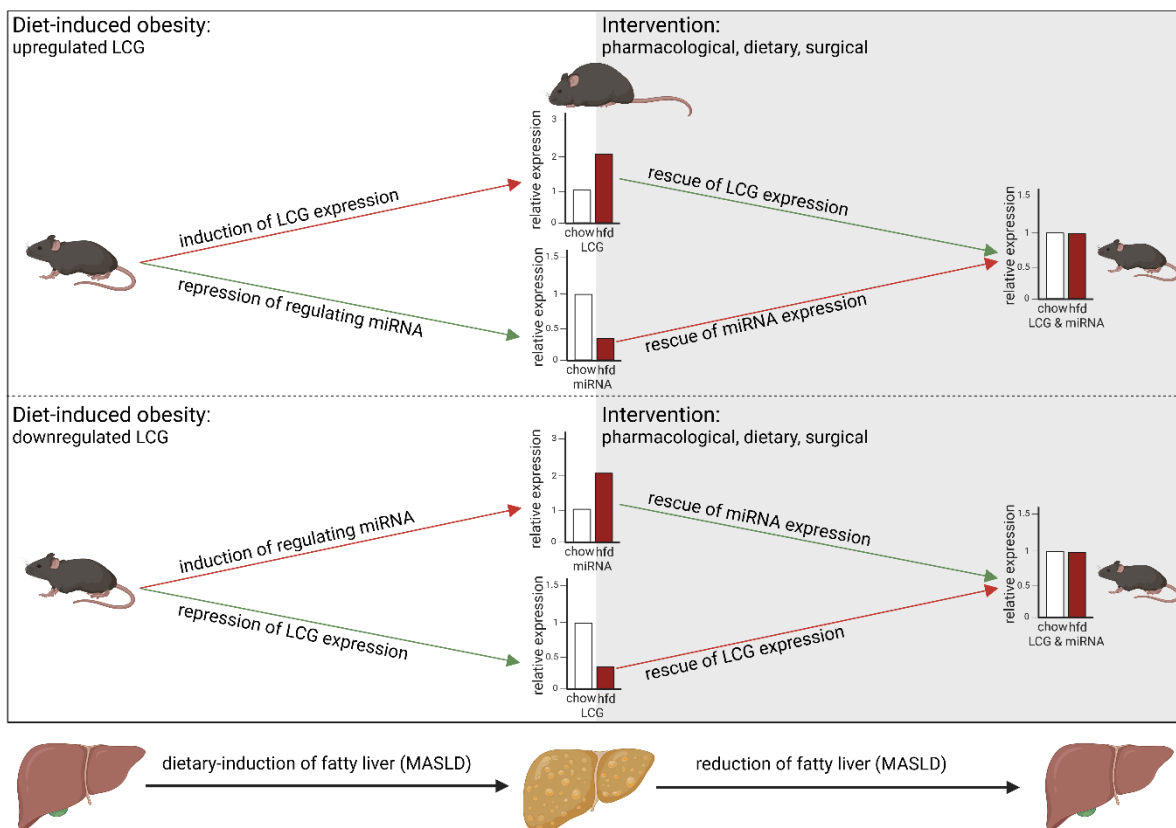 Diet-induced obesity:
upregulated LCG
Intervention:
pharmacological, dietary, surgical
relative expression
3
2
1
0
chow hfd
LCG
induction of LCG expression
repression of regulating miRNA
relative expression
1.5
1
0.5
0
chow hfd
miRNA
rescue of LCG expression
rescue of miRNA expression
relative expression
1.5
1
0.5
0
chow hfd
LCG & miRNA
Diet-induced obesity:
downregulated LCG
Intervention:
pharmacological, dietary, surgical
relative expression
3
2
1
0
chow hfd
miRNA
induction of regulating miRNA
repression of LCG expression
relative expression
1.5
1
0.5
0
chow hfd
LCG
rescue of miRNA expression
rescue of LCG expression
relative expression
1.5
1
0.5
0
chow hfd
LCG & miRNA
dietary-induction of fatty liver (MASLD)
reduction of fatty liver (MASLD)